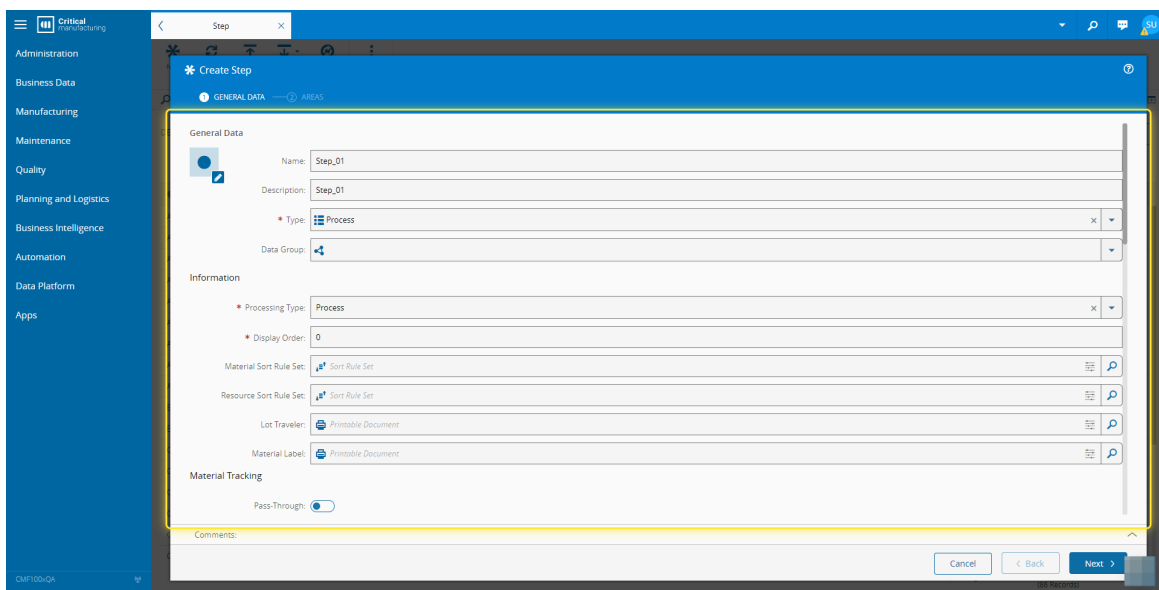 Critical
manufacturing
Step
SU
Administration
Business Data
Manufacturing
Maintenance
Quality
Planning and Logistics
Business Intelligence
Automation
Data Platform
Apps
CMF100xQA
Create Step
1 GENERAL DATA 2 AREAS
General Data
Name: Step_01
Description: Step_01
* Type: Process
Data Group:
Information
* Processing Type: Process
* Display Order: 0
Material Sort Rule Set: Sort Rule Set
Resource Sort Rule Set: Sort Rule Set
Lot Traveler: Printable Document
Material Label: Printable Document
Material Tracking
Pass-Through:
Comments:
Cancel < Back Next >
(86 Records)